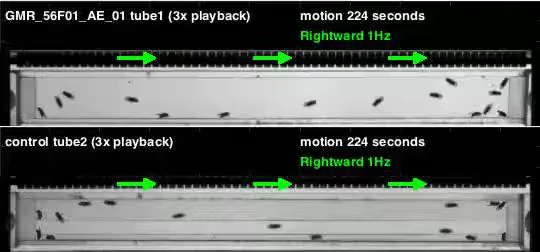 GMR_56F01_AE_01 tube1 (3x playback) motion 224 seconds
Rightward 1Hz
control tube2 (3x playback) motion 224 seconds
Rightward 1Hz